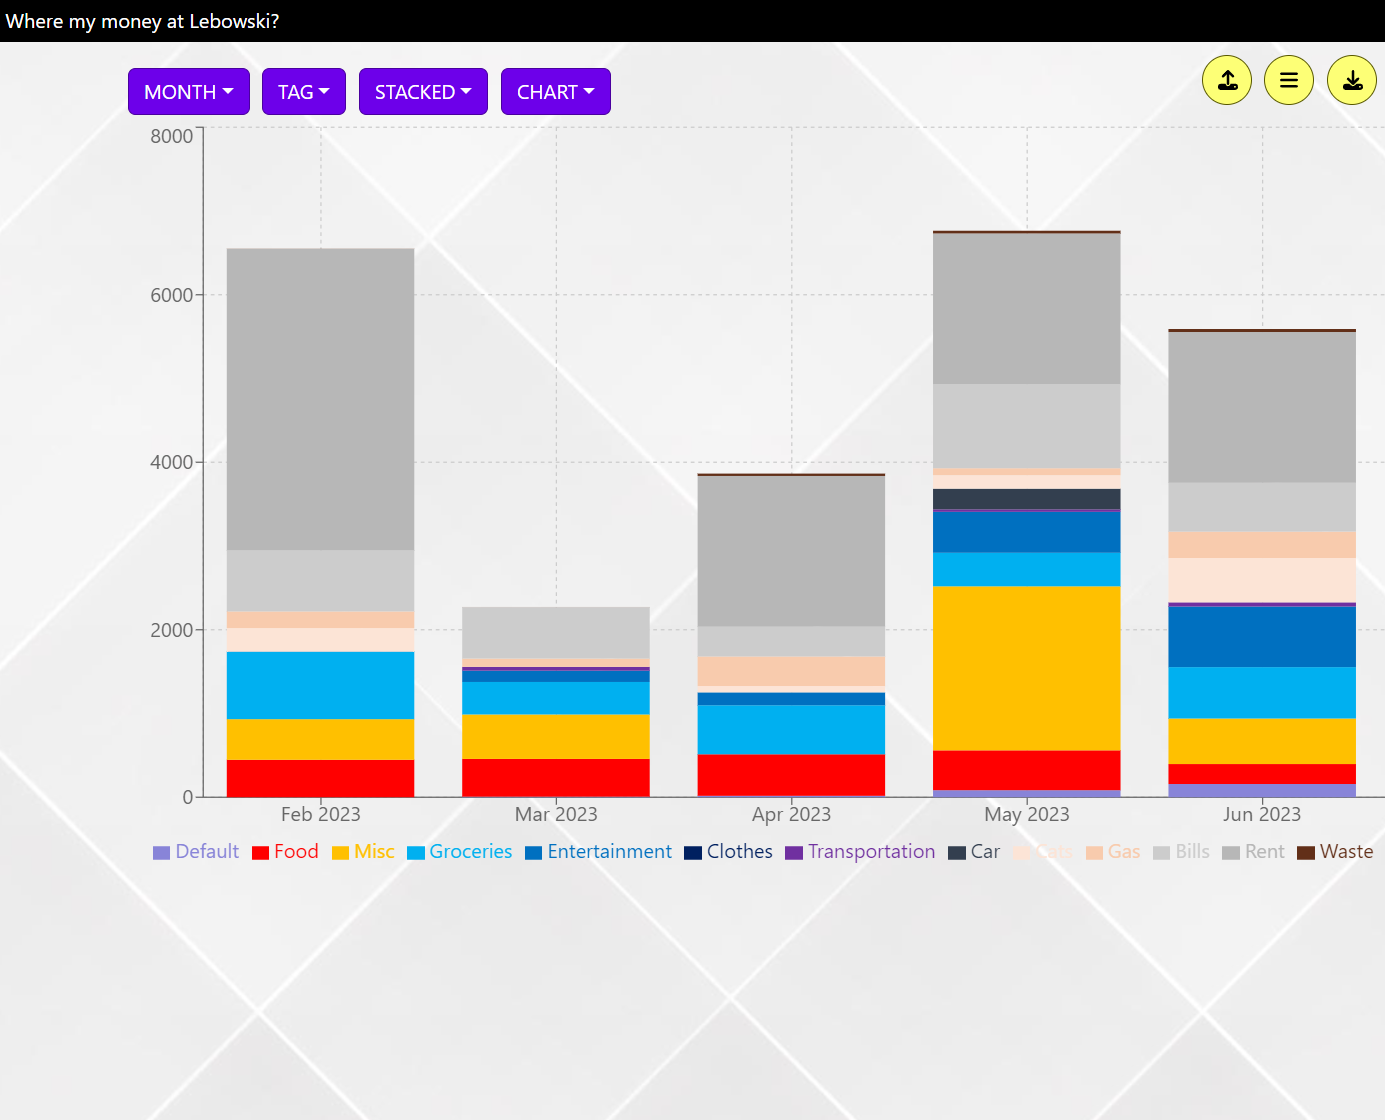 Where my money at Lebowski?
MONTH TAG STACKED CHART
8000
6000
4000
2000
0
Feb 2023 Mar 2023 Apr 2023 May 2023 Jun 2023
Default Food Misc Groceries Entertainment Clothes Transportation Car Cats Gas Bills Rent Waste